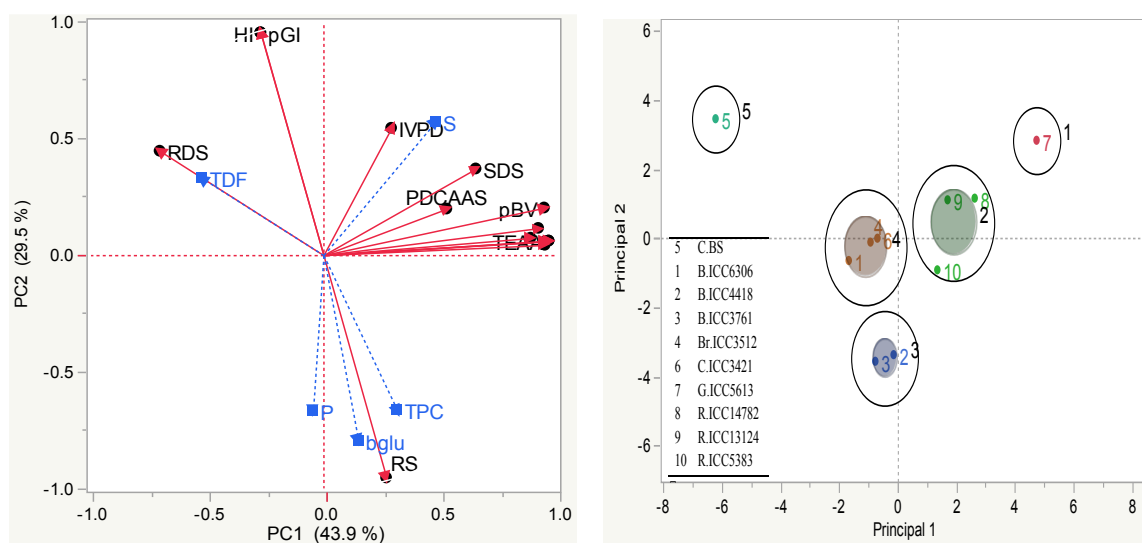 1.0
0.5
0.0
-0.5
-1.0
PC2 (29.5 %)
HI pGI
IVPD
S
RDS
TDF
SDS
PDCAAS
pBV
P
TPC
bglu
RS
-1.0 -0.5 0.0 0.5 1.0
PC1 (43.9 %)
6
4
2
0
-2
-4
-6
Principal 2
5 5
1
7
9 8
2
4
6 4
1
10
3 2 3
5 C.BS
1 B.ICC6306
2 B.ICC4418
3 B.ICC3761
4 Br.ICC3512
6 C.ICC3421
7 G.ICC5613
8 R.ICC14782
9 R.ICC13124
10 R.ICC5383
-8 -6 -4 -2 0 2 4 6 8
Principal 1